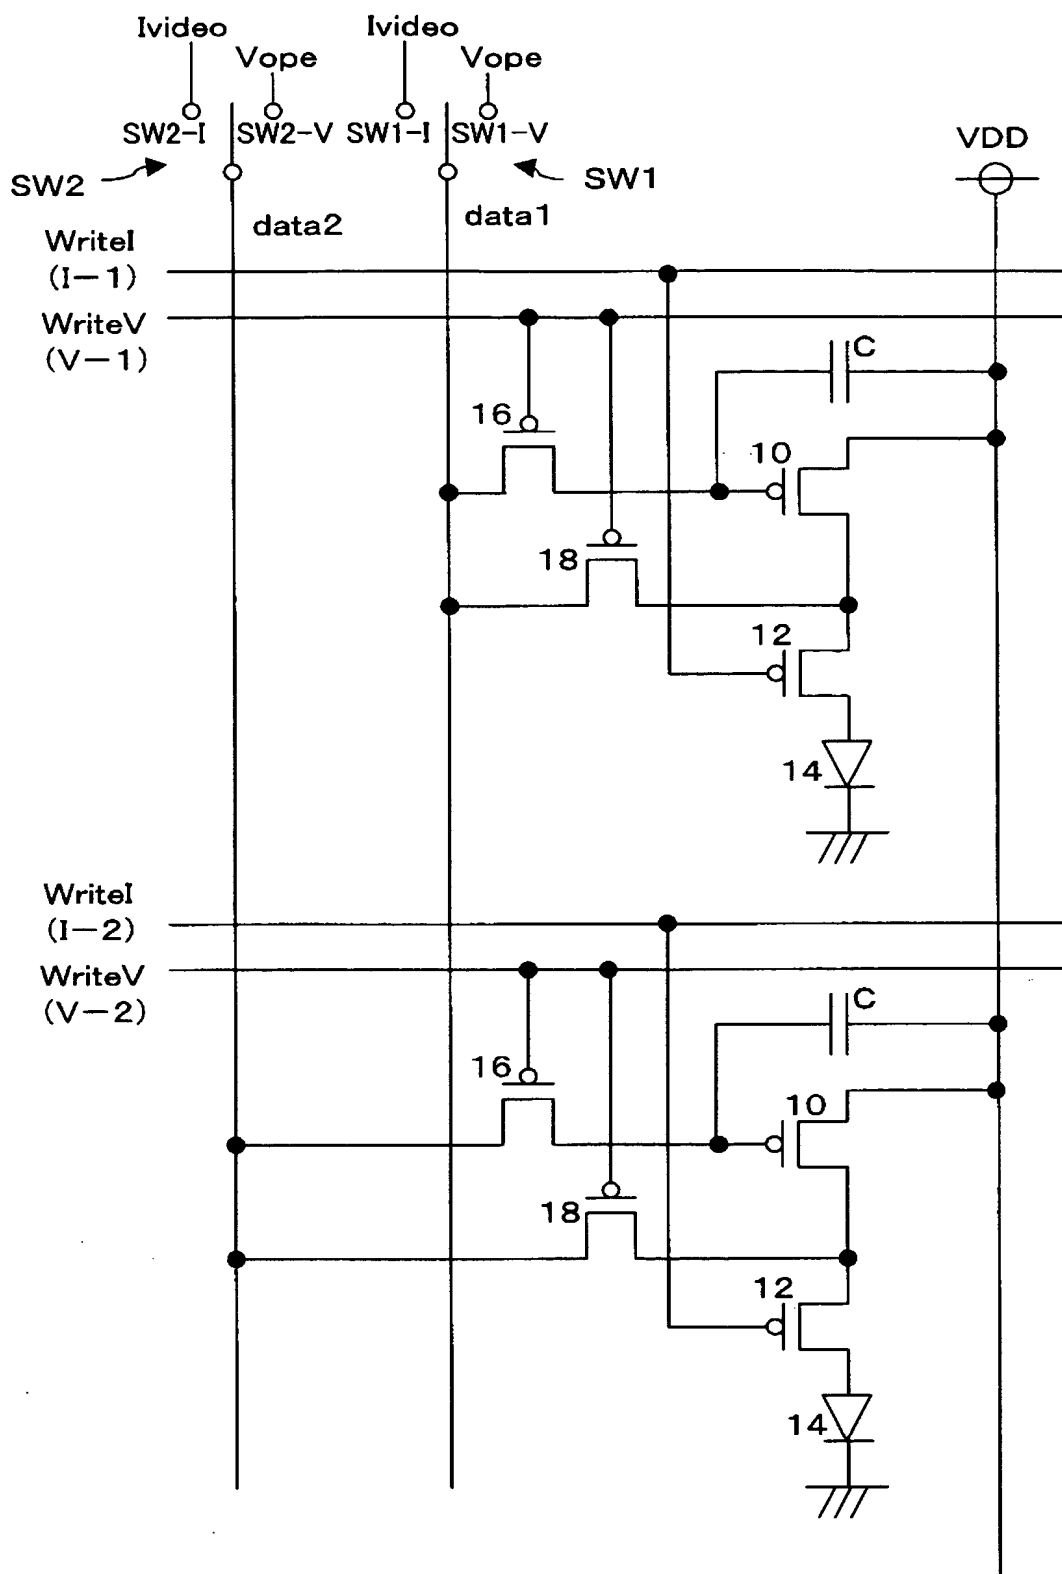 Ivideo
Ivideo
Vope
Vope
SW2-I
SW2-V
SW1-I
SW1-V
VDD
SW2
SW1
data2
data1
WriteI
(I−1)
WriteV
(V−1)
C
16
10
18
12
14
WriteI
(I−2)
WriteV
(V−2)
C
16
10
18
12
14